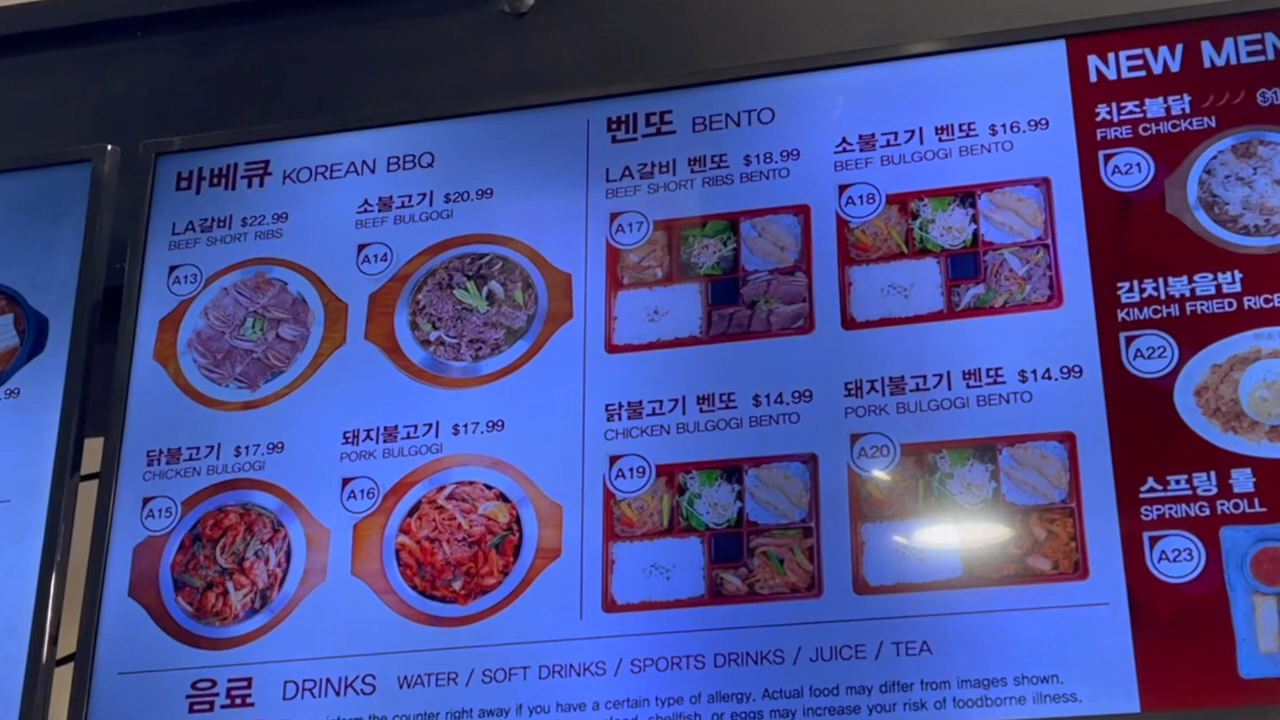 바베큐 KOREAN BBQ
LA갈비 $22.99
BEEF SHORT RIBS
A13
소불고기 $20.99
BEEF BULGOGI
A14
닭불고기 $17.99
CHICKEN BULGOGI
A15
돼지불고기 $17.99
PORK BULGOGI
A16
벤또 BENTO
LA갈비 벤또 $18.99
BEEF SHORT RIBS BENTO
A17
소불고기 벤또 $16.99
BEEF BULGOGI BENTO
A18
닭불고기 벤또 $14.99
CHICKEN BULGOGI BENTO
A19
돼지불고기 벤또 $14.99
PORK BULGOGI BENTO
A20
음료 DRINKS WATER / SOFT DRINKS / SPORTS DRINKS / JUICE / TEA
the counter right away if you have a certain type of allergy. Actual food may differ from images shown.
shellfish, or eggs may increase your risk of foodborne illness.
NEW
치즈불닭
FIRE CHICKEN
A21
김치볶음밥
KIMCHI FRIED RICE
A22
스프링 롤
SPRING ROLL
A23
.99